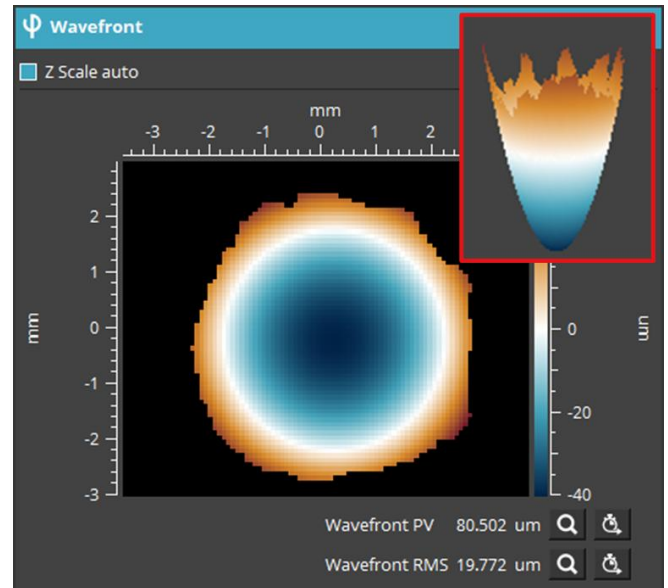 ψ Wavefront
Z Scale auto
mm
-3 -2 -1 0 1 2
2
1
0
-1
-2
-3
mm
0
-20
-40
um
Wavefront PV 80.502 um
Wavefront RMS 19.772 um